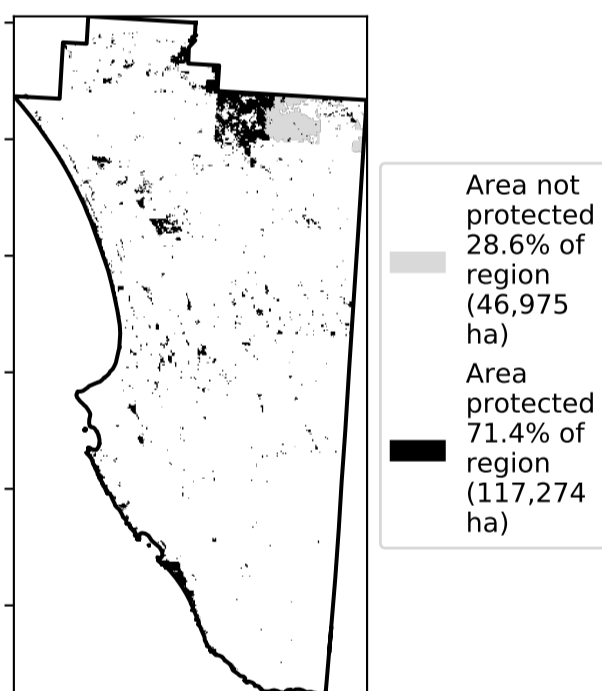 Area not
protected
28.6% of
region
(46,975
ha)
Area
protected
71.4% of
region
(117,274
ha)